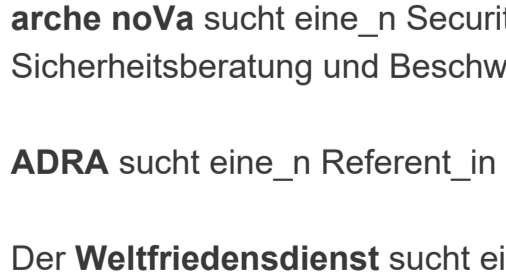 arche noVa sucht eine_n
Sicherheitsberatung und
ADRA sucht eine_n Referent_in
Der Weltfriedensdienst sucht